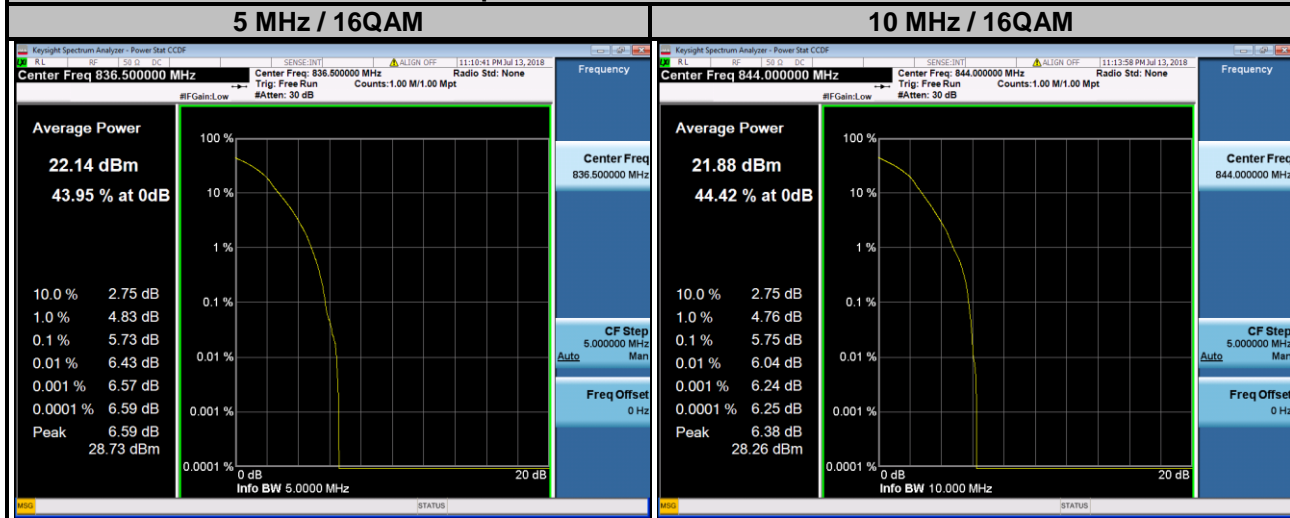 5 MHz / 16QAM
10 MHz / 16QAM
Keysight Spectrum Analyzer - Power Stat CCDF
RL RF 50 Ω DC SENSE:INT ALIGN OFF 11:10:41 PM Jul 13, 2018
Center Freq 836.500000 MHz
Center Freq: 836.500000 MHz Radio Std: None
Trig: Free Run Counts:1.00 M/1.00 Mpt
#IFGain:Low #Atten: 30 dB
Frequency
Average Power
22.14 dBm
43.95 % at 0dB
10.0 % 2.75 dB
1.0 % 4.83 dB
0.1 % 5.73 dB
0.01 % 6.43 dB
0.001 % 6.57 dB
0.0001 % 6.59 dB
Peak 6.59 dB
28.73 dBm
100 %
10 %
1 %
0.1 %
0.01 %
0.001 %
0.0001 %
0 dB 20 dB
Info BW 5.0000 MHz
Center Freq
836.500000 MHz
CF Step
5.000000 MHz
Auto Man
Freq Offset
0 Hz
MSG STATUS
Keysight Spectrum Analyzer - Power Stat CCDF
RL RF 50 Ω DC SENSE:INT ALIGN OFF 11:13:58 PM Jul 13, 2018
Center Freq 844.000000 MHz
Center Freq: 844.000000 MHz Radio Std: None
Trig: Free Run Counts:1.00 M/1.00 Mpt
#IFGain:Low #Atten: 30 dB
Frequency
Average Power
21.88 dBm
44.42 % at 0dB
10.0 % 2.75 dB
1.0 % 4.76 dB
0.1 % 5.75 dB
0.01 % 6.04 dB
0.001 % 6.24 dB
0.0001 % 6.25 dB
Peak 6.38 dB
28.26 dBm
100 %
10 %
1 %
0.1 %
0.01 %
0.001 %
0.0001 %
0 dB 20 dB
Info BW 10.000 MHz
Center Freq
844.000000 MHz
CF Step
5.000000 MHz
Auto Man
Freq Offset
0 Hz
MSG STATUS